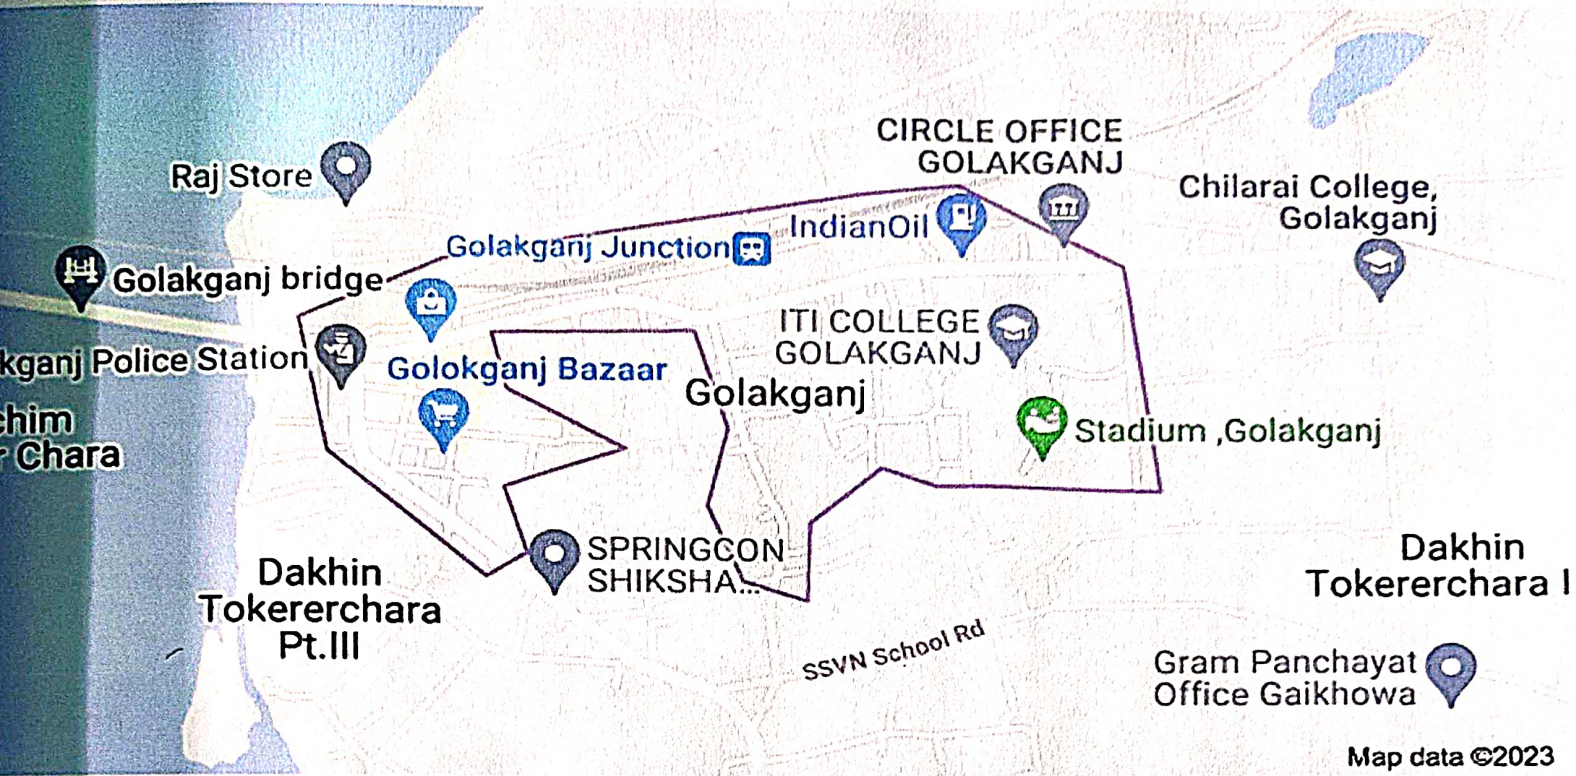 CIRCLE OFFICE
GOLAKGANJ
Raj Store
Chilarai College,
Golakganj
IndianOil
Golakganj Junction
Golakganj bridge
ITI COLLEGE
GOLAKGANJ
kganj Police Station
Golokganj Bazaar
Golakganj
chim
r Chara
Stadium ,Golakganj
SPRINGCON
SHIKSHA...
Dakhin
Tokererchara I
Dakhin
Tokererchara
Pt.III
SSVN School Rd
Gram Panchayat
Office Gaikhowa
Map data ©2023